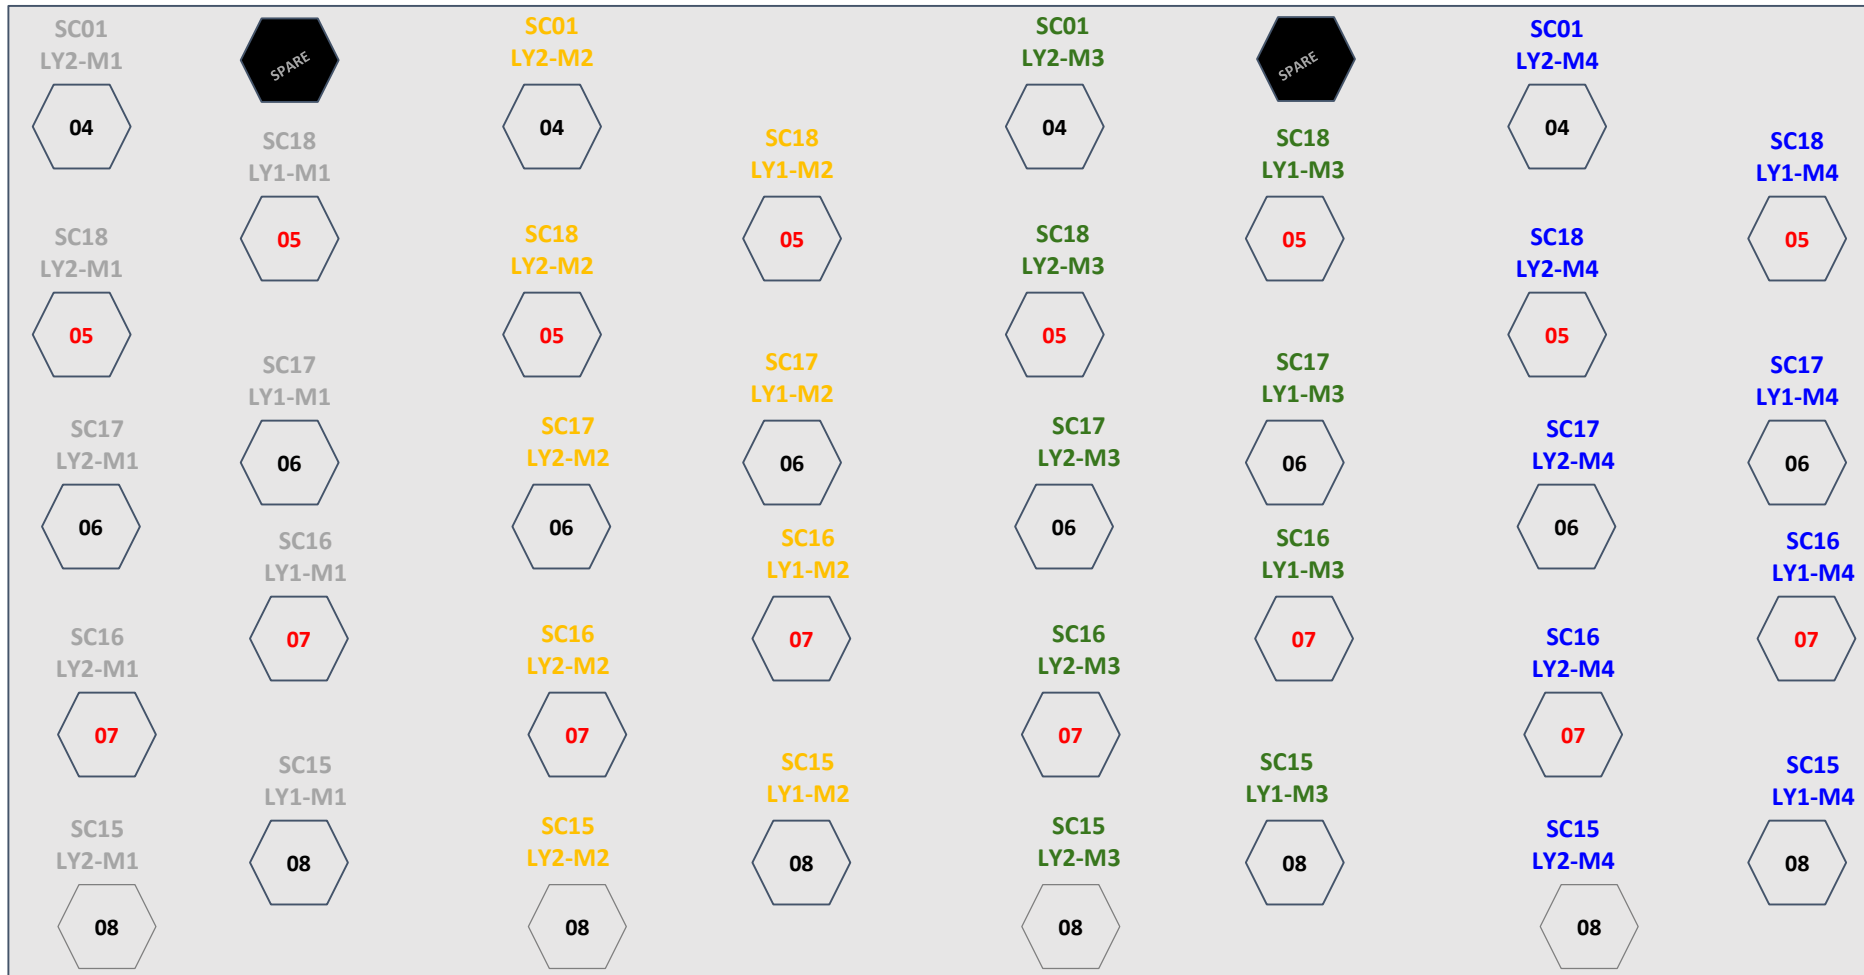 SC01
LY2-M1
04
SPARE
SC01
LY2-M2
04
SC01
LY2-M3
04
SPARE
SC01
LY2-M4
04
SC18
LY1-M1
05
SC18
LY1-M2
05
SC18
LY1-M3
05
SC18
LY1-M4
05
SC18
LY2-M1
05
SC18
LY2-M2
05
SC18
LY2-M3
05
SC18
LY2-M4
05
SC17
LY1-M1
06
SC17
LY1-M2
06
SC17
LY1-M3
06
SC17
LY1-M4
06
SC17
LY2-M1
06
SC17
LY2-M2
06
SC17
LY2-M3
06
SC17
LY2-M4
06
SC16
LY1-M1
07
SC16
LY1-M2
07
SC16
LY1-M3
07
SC16
LY1-M4
07
SC16
LY2-M1
07
SC16
LY2-M2
07
SC16
LY2-M3
07
SC16
LY2-M4
07
SC15
LY1-M1
08
SC15
LY1-M2
08
SC15
LY1-M3
08
SC15
LY1-M4
08
SC15
LY2-M1
08
SC15
LY2-M2
08
SC15
LY2-M3
08
SC15
LY2-M4
08